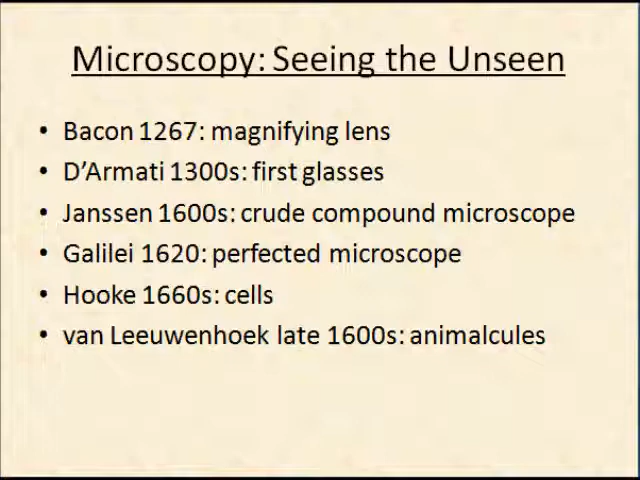 Microscopy: Seeing the Unseen
• Bacon 1267: magnifying lens
• D’Armati 1300s: first glasses
• Janssen 1600s: crude compound microscope
• Galilei 1620: perfected microscope
• Hooke 1660s: cells
• van Leeuwenhoek late 1600s: animalcules